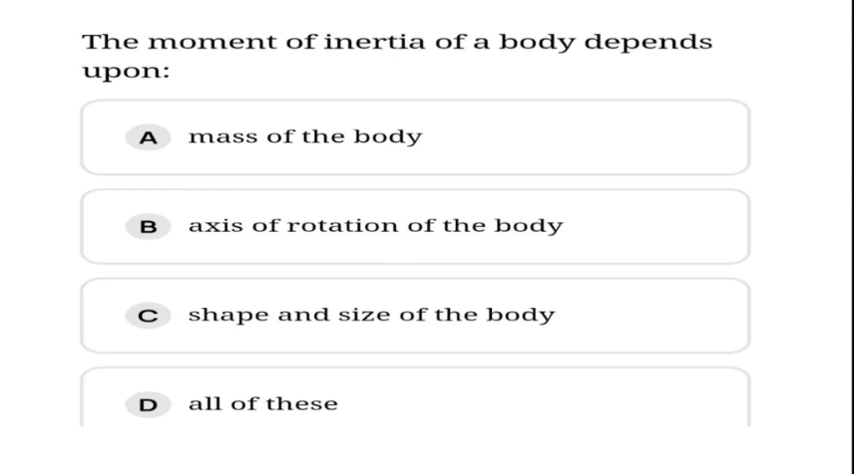 The moment of inertia of a body depends
upon:
A mass of the body
B axis of rotation of the body
C shape and size of the body
D all of these